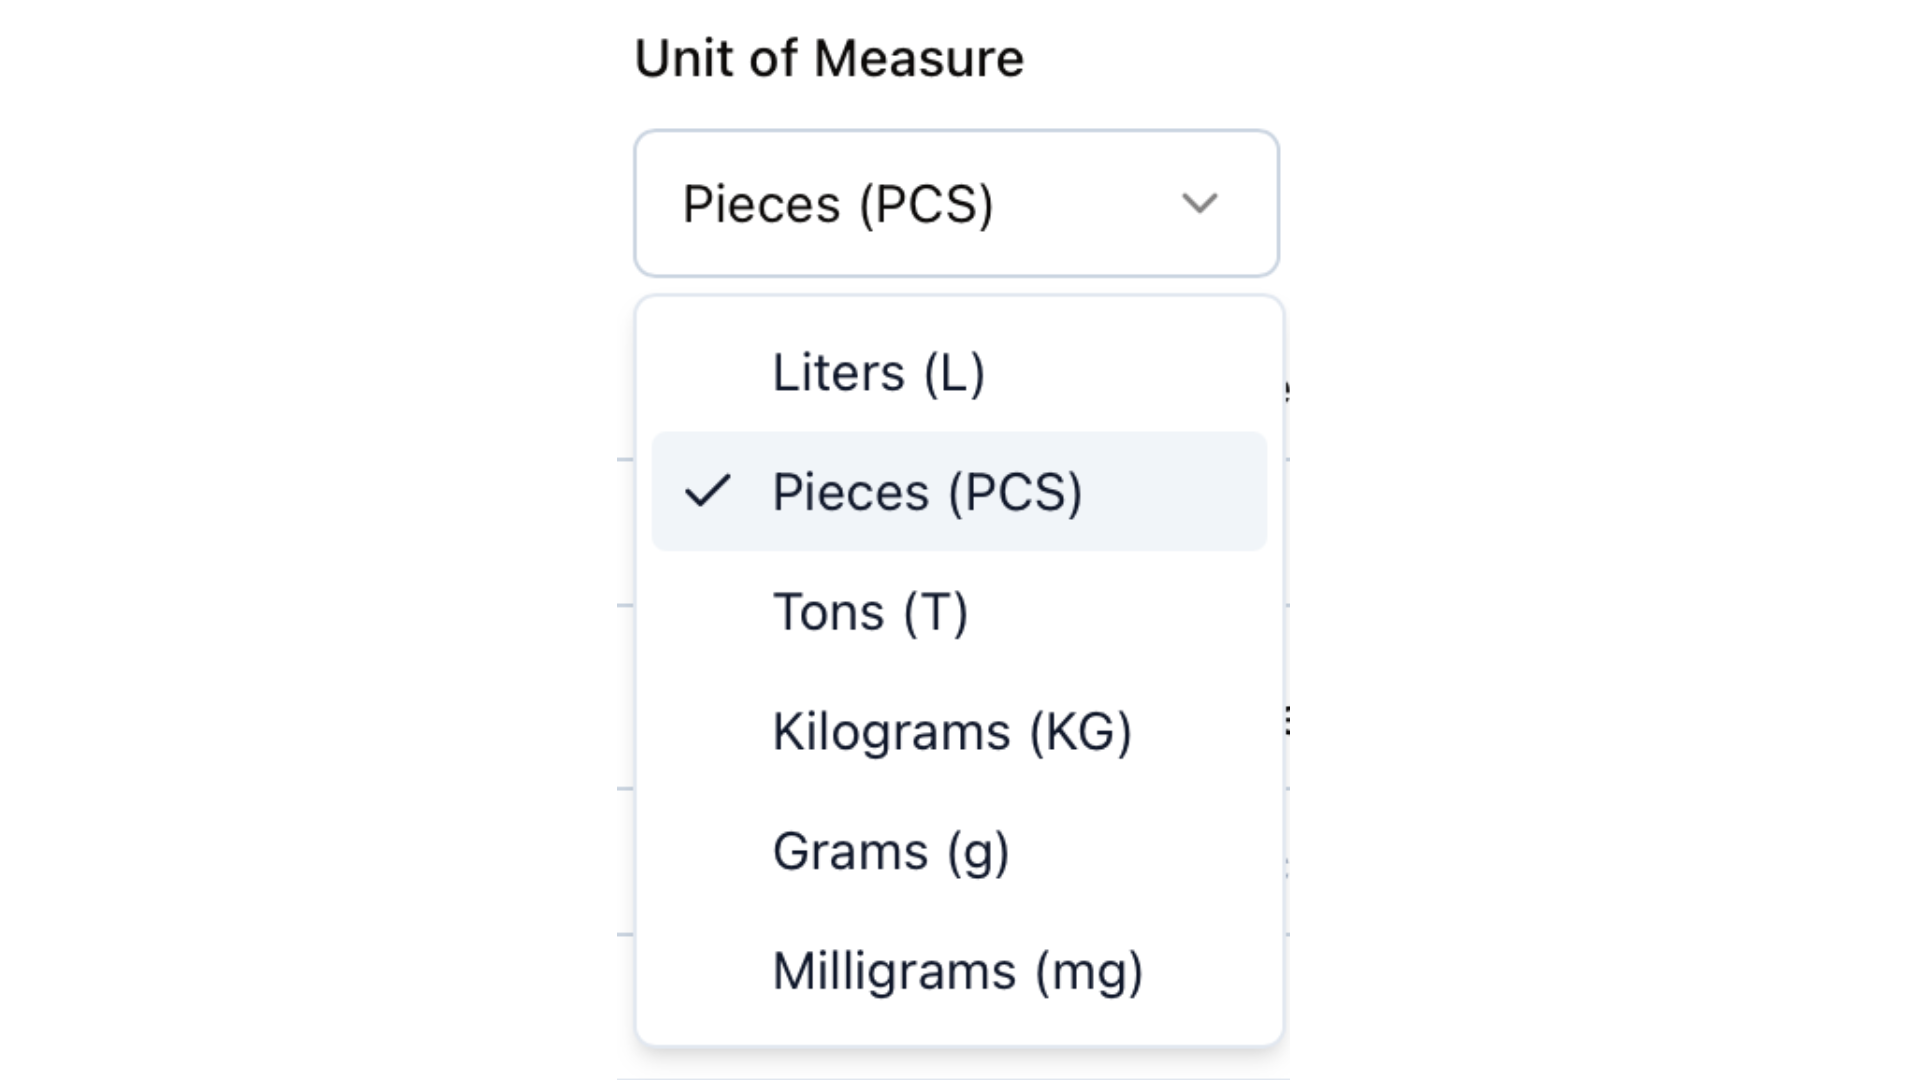 Unit of Measure
Pieces (PCS)
Liters (L)
Pieces (PCS)
Tons (T)
Kilograms (KG)
Grams (g)
Milligrams (mg)